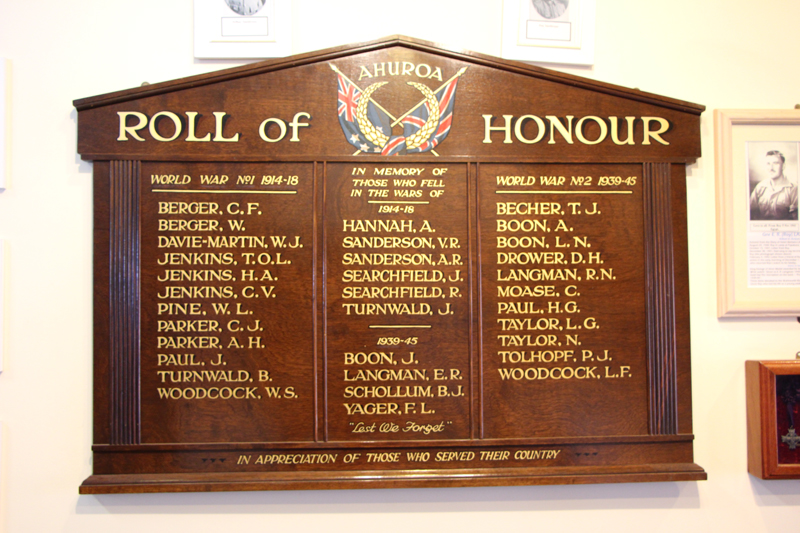 AHUROA
ROLL of HONOUR
WORLD WAR No1 1914-18
BERGER, C. F.
BERGER, W.
DAVIE-MARTIN, W. J.
JENKINS, T. O. L.
JENKINS, H. A.
JENKINS, C. V.
PINE, W. L.
PARKER, C. J.
PARKER, A. H.
PAUL, J.
TURNWALD, B.
WOODCOCK, W. S.
IN MEMORY OF
THOSE WHO FELL
IN THE WARS OF
1914-18
HANNAH, A.
SANDERSON, V. R.
SANDERSON, A. R.
SEARCHFIELD, J.
SEARCHFIELD, R.
TURNWALD, J.
1939-45
BOON, J.
LANGMAN, E. R.
SCHOLLUM, B. J.
YAGER, F. L.
"Lest We Forget"
WORLD WAR No2 1939-45
BECHER, T. J.
BOON, A.
BOON, L. N.
DROWER, D. H.
LANGMAN, R. N.
MOASE, C.
PAUL, H. G.
TAYLOR, L. G.
TAYLOR, N.
TOLHOPF, P. J.
WOODCOCK, L. F.
IN APPRECIATION OF THOSE WHO SERVED THEIR COUNTRY